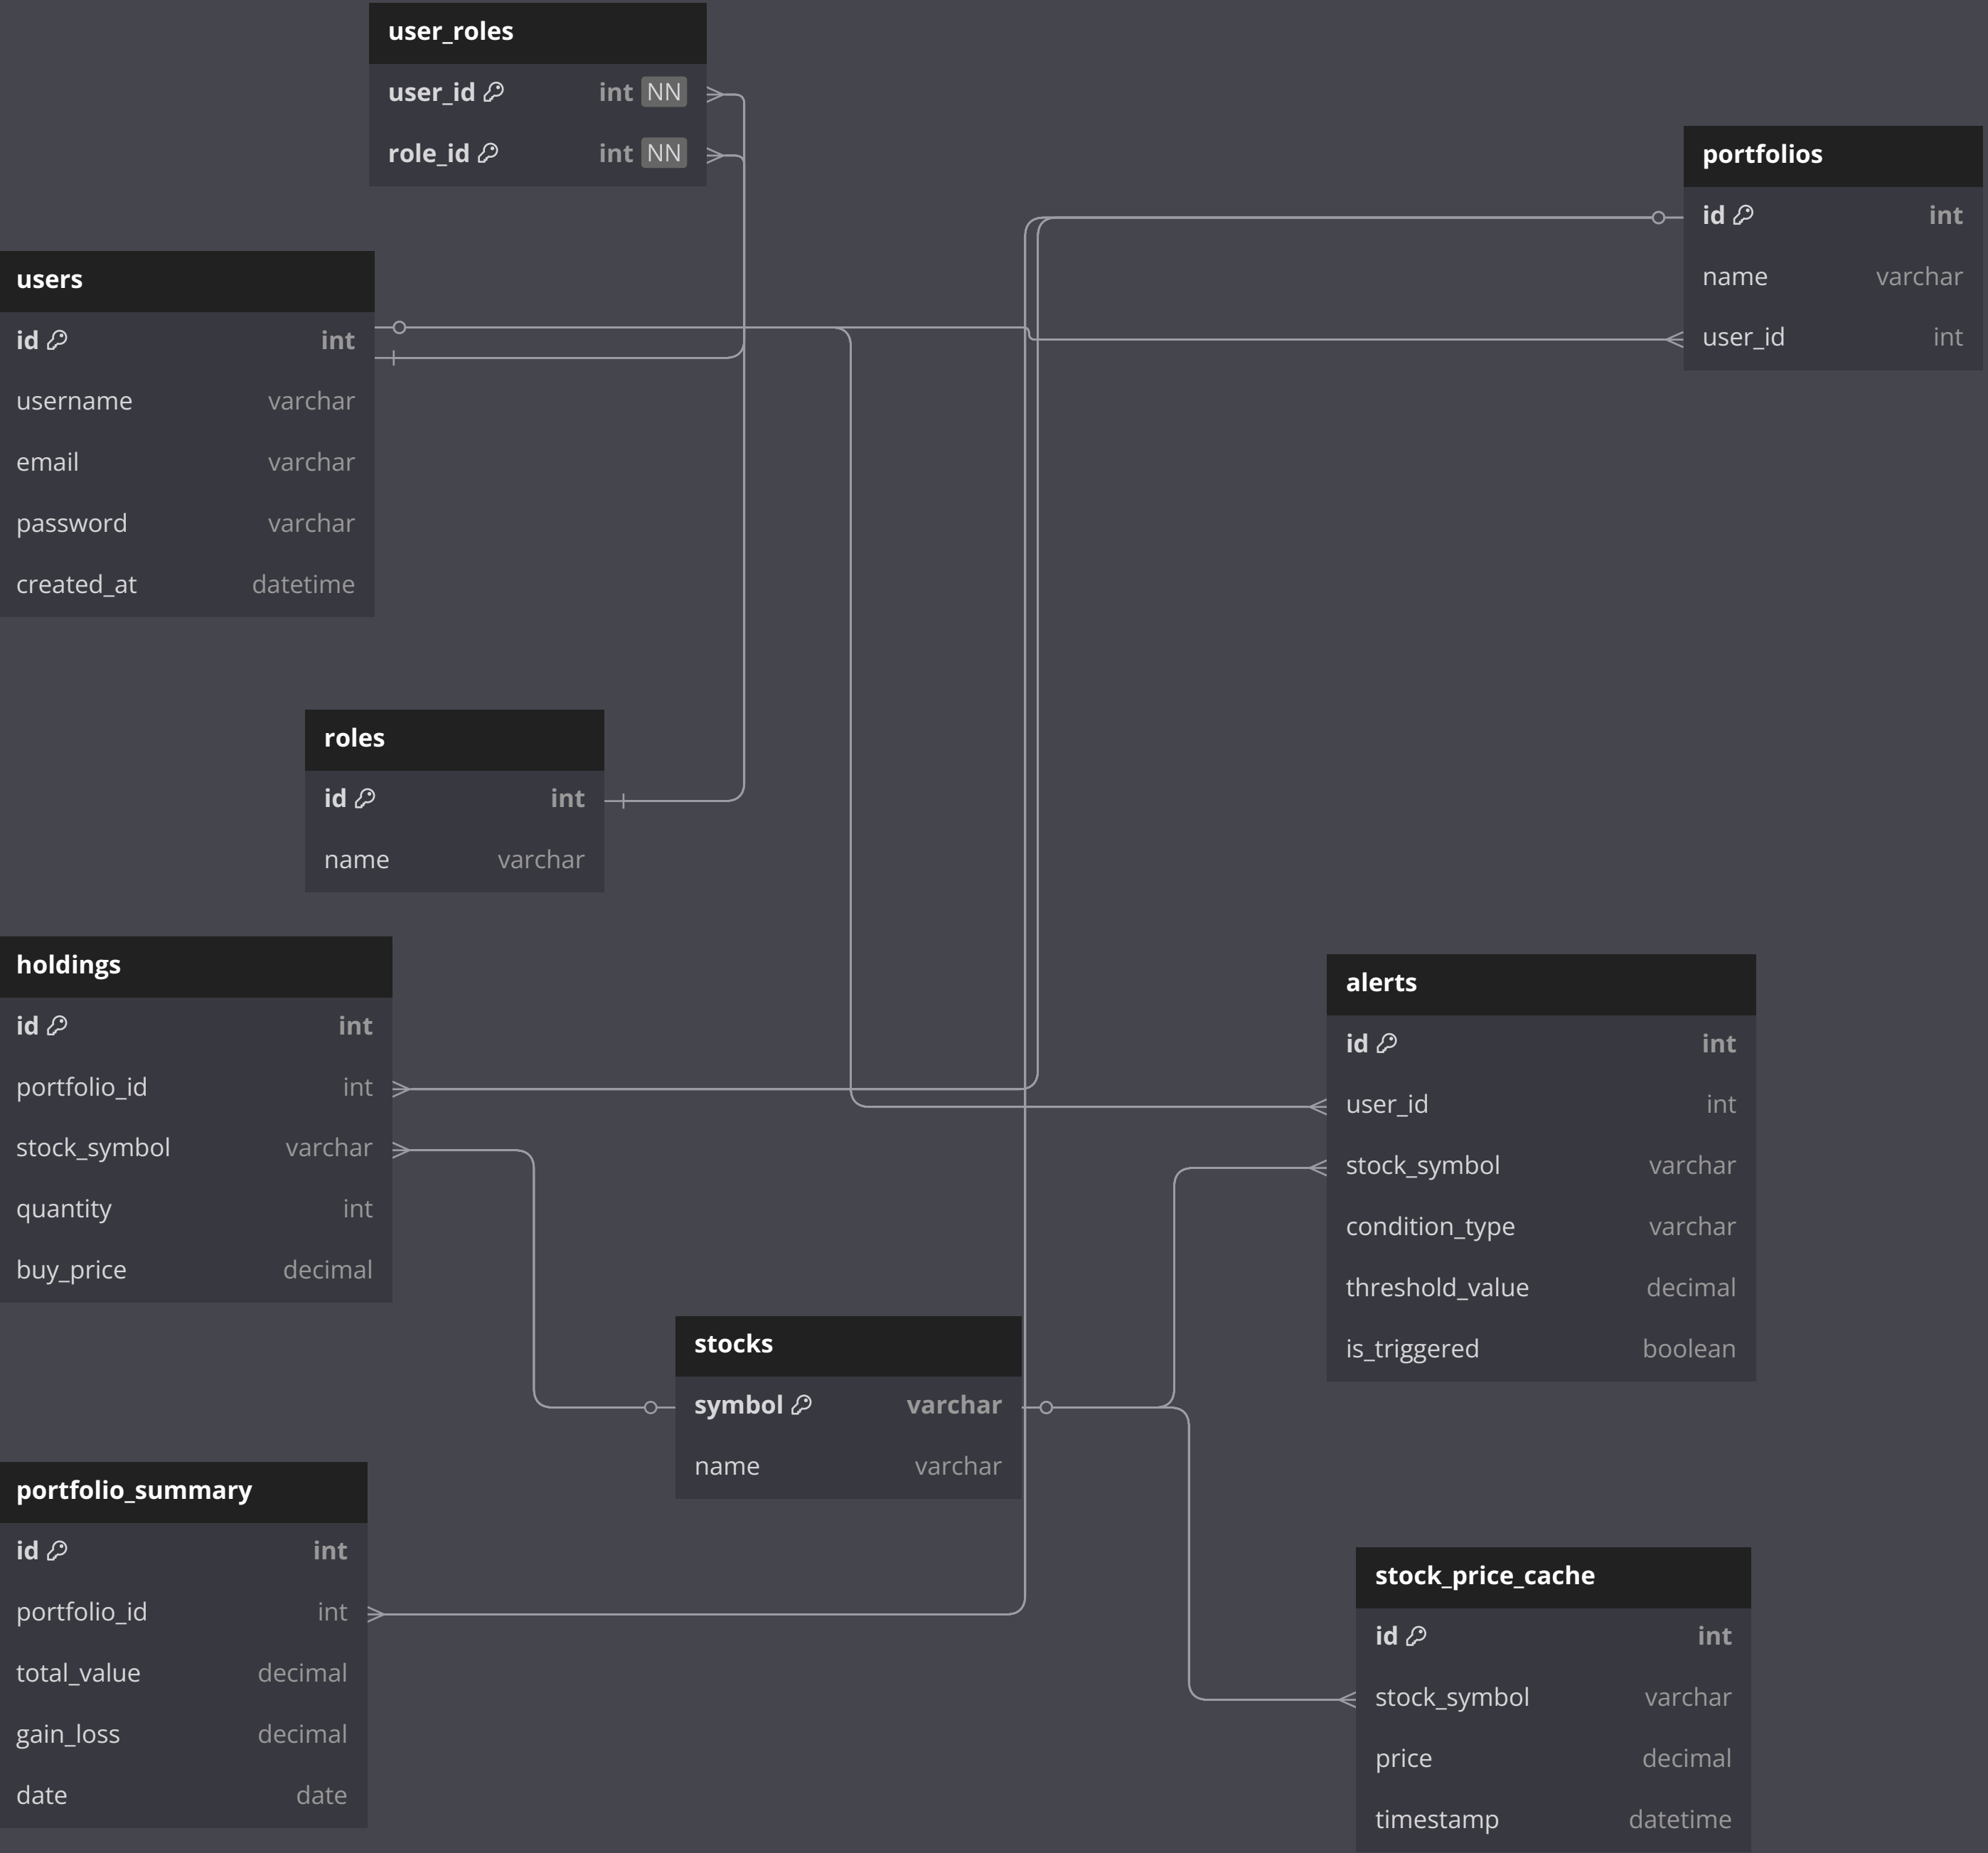 user_roles
user_id int NN
role_id int NN
portfolios
id int
name varchar
user_id int
users
id int
username varchar
email varchar
password varchar
created_at datetime
roles
id int
name varchar
holdings
id int
portfolio_id int
stock_symbol varchar
quantity int
buy_price decimal
alerts
id int
user_id int
stock_symbol varchar
condition_type varchar
threshold_value decimal
is_triggered boolean
stocks
symbol varchar
name varchar
portfolio_summary
id int
portfolio_id int
total_value decimal
gain_loss decimal
date date
stock_price_cache
id int
stock_symbol varchar
price decimal
timestamp datetime